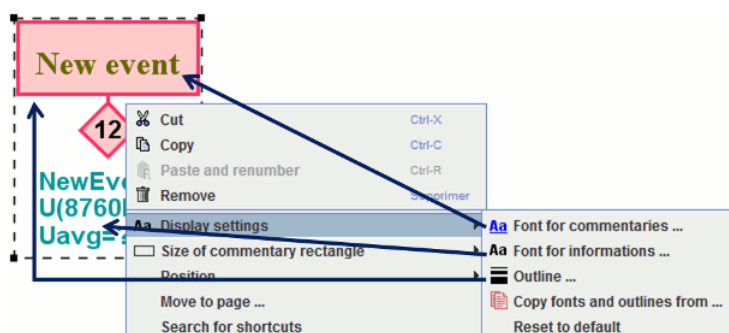 New event
12
NewEv
U(8760
Uavg=
Cut Ctrl-X
Copy Ctrl-C
Paste and renumber Ctrl-R
Remove Supprimer
Aa Display settings
Size of commentary rectangle
Position
Move to page ...
Search for shortcuts
Aa Font for commentaries ...
Aa Font for informations ...
Outline ...
Copy fonts and outlines from ...
Reset to default